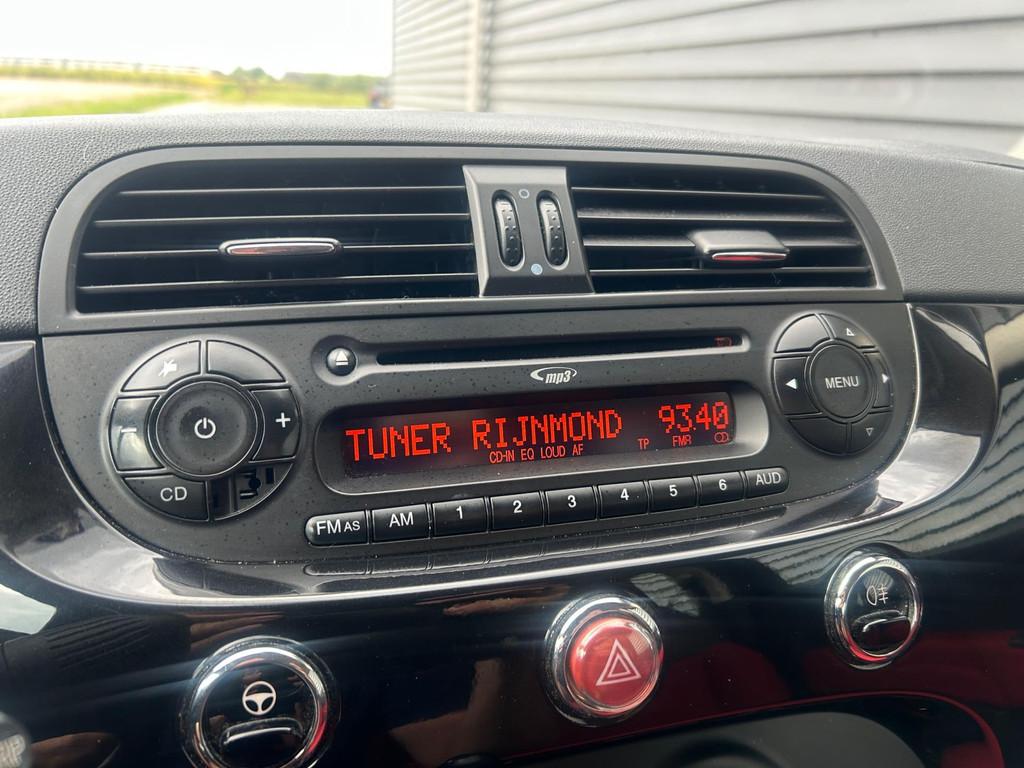 mp3
TUNER RIJNMOND 93.40
CD-IN EQ LOUD AF TP FMR
MENU
+
-
CD
FM AS AM 1 2 3 4 5 6 AUD